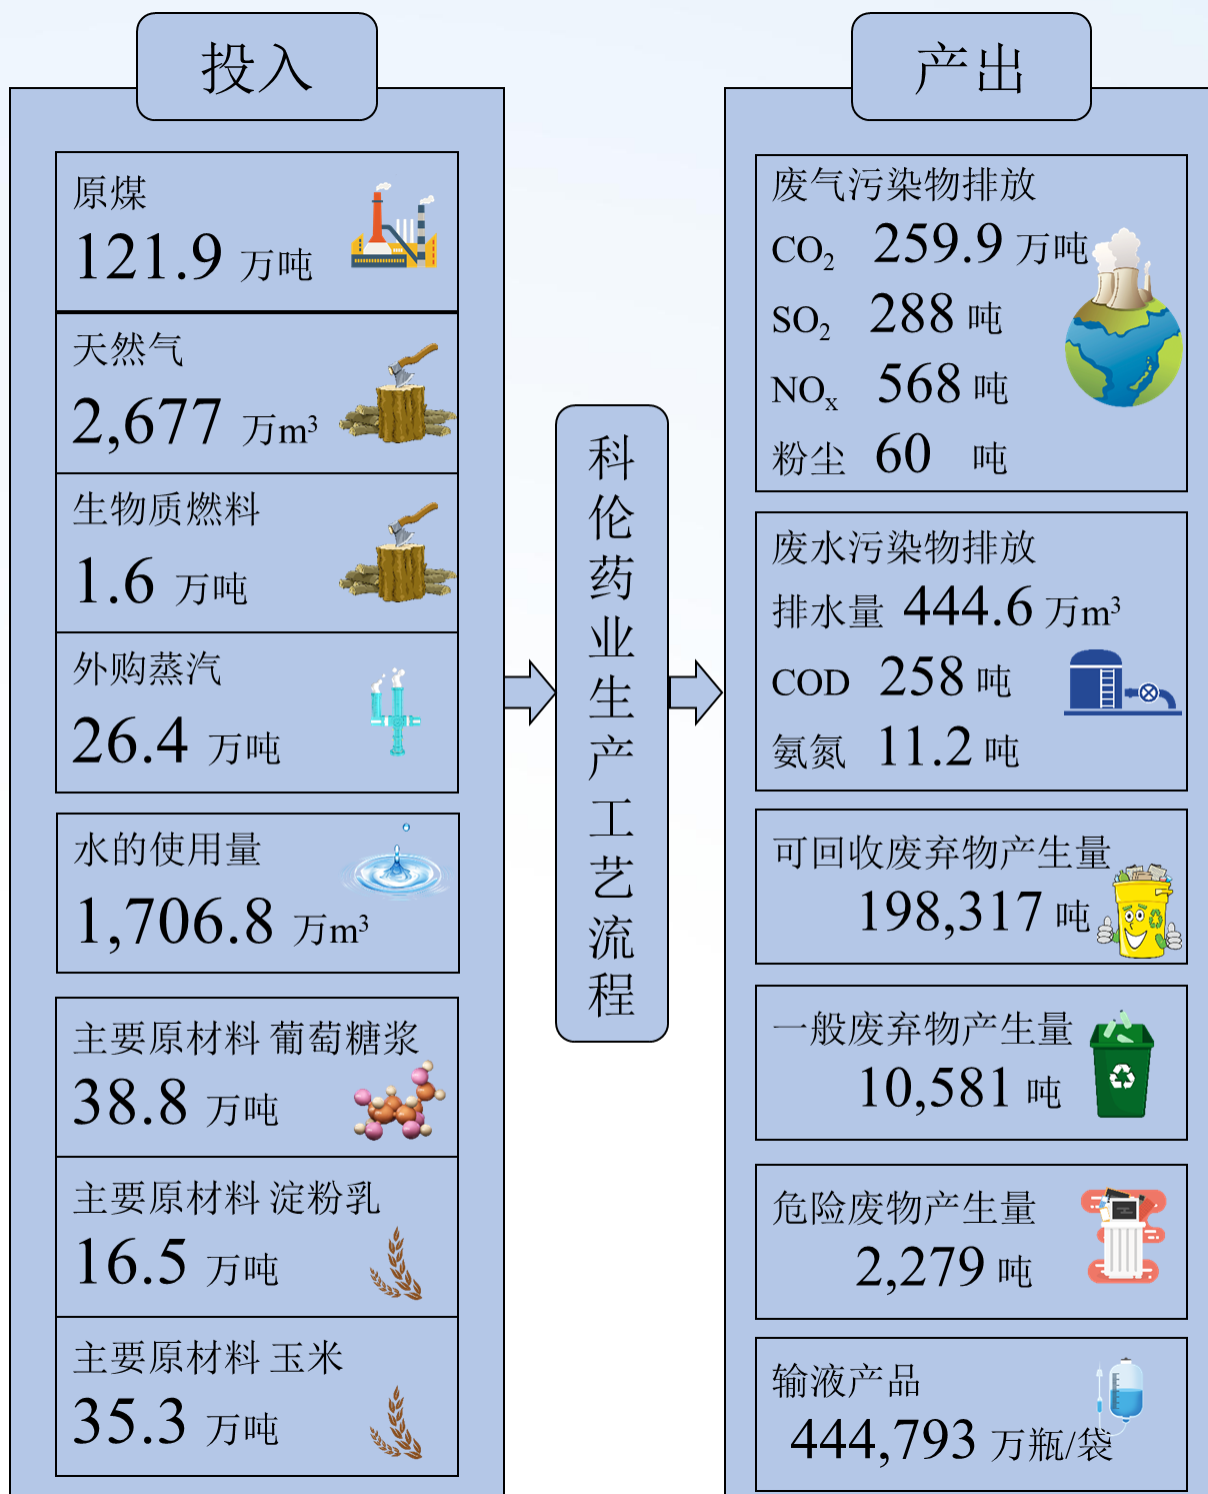 投入
原煤
121.9 万吨
天然气
2,677 万m³
生物质燃料
1.6 万吨
外购蒸汽
26.4 万吨
水的使用量
1,706.8 万m³
主要原材料 葡萄糖浆
38.8 万吨
主要原材料 淀粉乳
16.5 万吨
主要原材料 玉米
35.3 万吨
科伦药业生产工艺流程
产出
废气污染物排放
CO₂ 259.9 万吨
SO₂ 288 吨
NOₓ 568 吨
粉尘 60 吨
废水污染物排放
排水量 444.6 万m³
COD 258 吨
氨氮 11.2 吨
可回收废弃物产生量
198,317 吨
一般废弃物产生量
10,581 吨
危险废物产生量
2,279 吨
输液产品
444,793 万瓶/袋